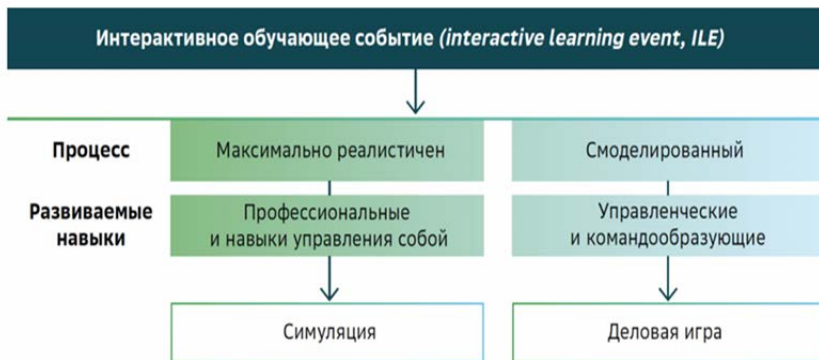 Интерактивное обучающее событие (interactive learning event, ILE)
Процесс
Максимально реалистичен
Смоделированный
Развиваемые
навыки
Профессиональные
и навыки управления собой
Управленческие
и командообразующие
Симуляция
Деловая игра